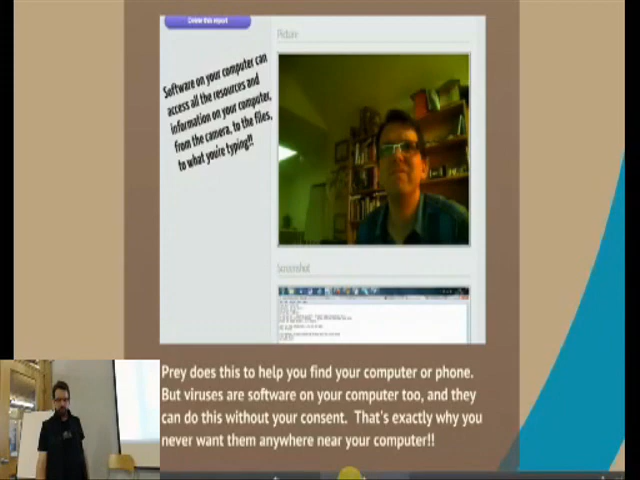 Delete this report
Picture
Software on your computer can
access all the resources and
information on your computer,
from the camera, to the files,
to what you're typing!!
Screenshot
Prey does this to help you find your computer or phone.
But viruses are software on your computer too, and they
can do this without your consent. That's exactly why you
never want them anywhere near your computer!!